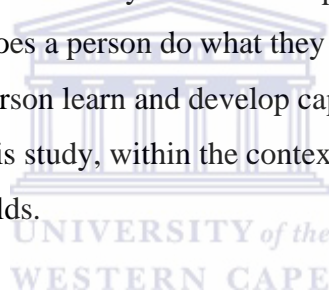 oes a person do what they
rson learn and develop cap
is study, within the contex
lds.
UNIVERSITY of the
WESTERN CAPE